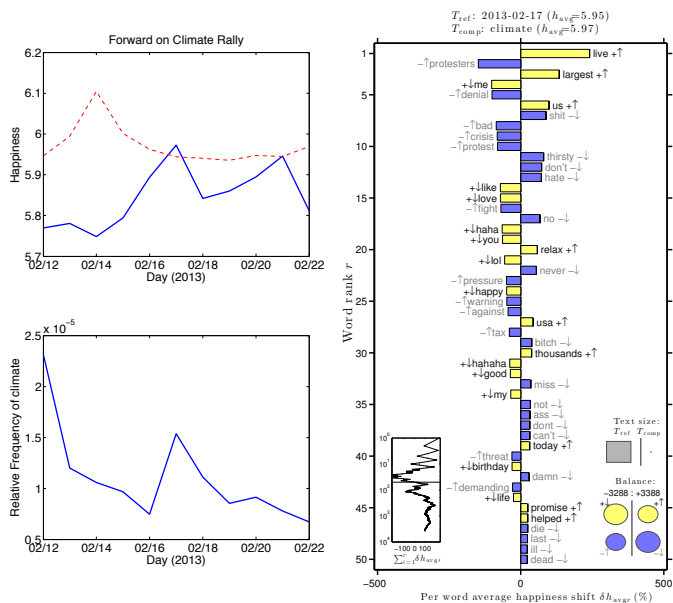 Forward on Climate Rally
6.2
6.1
6
5.9
5.8
5.7
Happiness
02/12 02/14 02/16 02/18 02/20 02/22
Day (2013)
x 10⁻⁵
2.5
2
1.5
1
0.5
Relative Frequency of climate
02/12 02/14 02/16 02/18 02/20 02/22
Day (2013)
T_ref: 2013-02-17 (h_avg=5.95)
T_comp: climate (h_avg=5.97)
Word rank r
1
5
10
15
20
25
30
35
40
45
50
live +↑
−↑protesters
largest +↑
+↓me
−↑denial
us +↑
shit −↓
−↑bad
−↑crisis
−↑protest
thirsty −↓
don't −↓
hate −↓
+↓like
+↓love
−↑fight
no −↓
+↓haha
+↓you
relax +↑
+↓lol
never −↓
−↑pressure
+↓happy
−↑warning
−↑against
usa +↑
−↑tax
bitch −↓
thousands +↑
+↓hahaha
+↓good
miss −↓
+↓my
not −↓
ass −↓
dont −↓
can't −↓
today +↑
−↑threat
+↓birthday
damn −↓
−↑demanding
+↓life
promise +↑
helped +↑
die −↓
last −↓
ill −↓
dead −↓
−500 0 500
Per word average happiness shift δh_avg,r (%)
10⁰
10¹
10²
10³
10⁴
−100 0 100
∑ʳᵢ₌₁ δh_avg,i
Text size:
T_ref T_comp
Balance:
−3288 : +3388
+↓ +↑
−↑ −↓